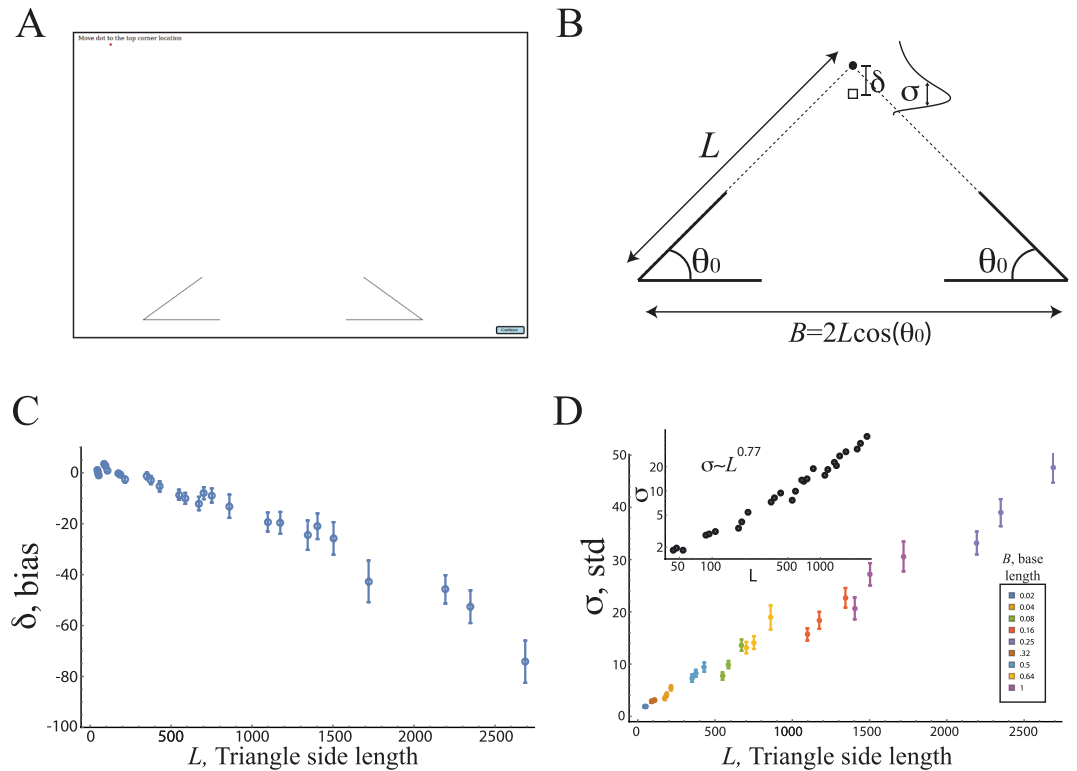 A
Move dot to the top corner location
Continue
B
L
δ
σ
θ0
θ0
B=2Lcos(θ0)
C
δ, bias
0
-20
-40
-60
-80
-100
0
500
1000
1500
2000
2500
L, Triangle side length
D
σ, std
50
40
30
20
10
0
σ~L^0.77
σ
20
10
5
2
50
100
500
1000
L
B, base
length
0.02
0.04
0.08
0.16
0.25
.32
0.5
0.64
1
0
500
1000
1500
2000
2500
L, Triangle side length